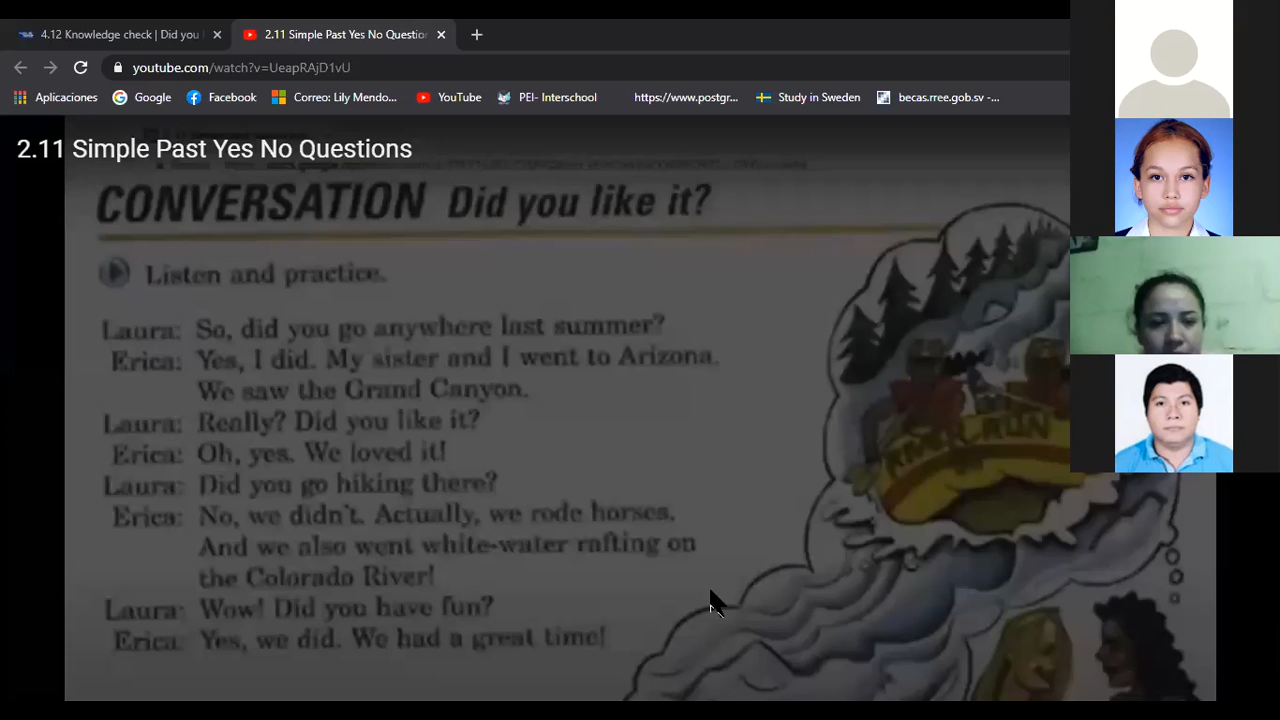 4.12 Knowledge check | Did you
2.11 Simple Past Yes No Questio
youtube.com/watch?v=UeapRAjD1vU
Aplicaciones
Google
Facebook
Correo: Lily Mendo...
YouTube
PEI- Interschool
https://www.postgr...
Study in Sweden
becas.rree.gob.sv -...
2.11 Simple Past Yes No Questions
CONVERSATION Did you like it?
Listen and practice.
Laura: So, did you go anywhere last summer?
Erica: Yes, I did. My sister and I went to Arizona.
We saw the Grand Canyon.
Laura: Really? Did you like it?
Erica: Oh, yes. We loved it!
Laura: Did you go hiking there?
Erica: No, we didn't. Actually, we rode horses.
And we also went white-water rafting on
the Colorado River!
Laura: Wow! Did you have fun?
Erica: Yes, we did. We had a great time!